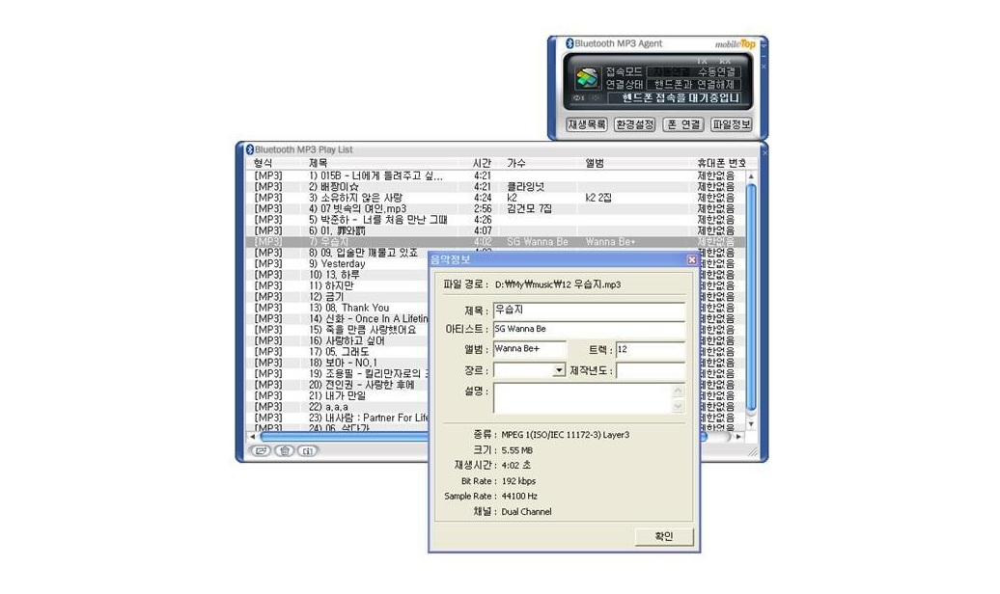 Bluetooth MP3 Agent mobileTop
TX RX
접속모드 자동연결 수동연결
연결상태 핸드폰과 연결해제
핸드폰 접속을 대기중입니
재생목록 환경설정 폰 연결 파일정보
Bluetooth MP3 Play List
형식 제목 시간 가수 앨범 휴대폰 번호
[MP3] 1) 015B - 너에게 들려주고 싶... 4:21 제한없음
[MP3] 2) 배짱이☆ 4:21 클라잉넛 제한없음
[MP3] 3) 소유하지 않은 사랑 4:24 k2 k2 2집 제한없음
[MP3] 4) 07 빗속의 여인.mp3 2:56 김건모 7집 제한없음
[MP3] 5) 박준하 - 너를 처음 만난 그때 4:26 제한없음
[MP3] 6) 01. 罪와罰 4:07 제한없음
[MP3] 7) 우습지 4:02 SG Wanna Be Wanna Be+ 제한없음
[MP3] 8) 09. 입술만 깨물고 있죠 제한없음
[MP3] 9) Yesterday 제한없음
[MP3] 10) 13. 하루 제한없음
[MP3] 11) 하지만 제한없음
[MP3] 12) 금기 제한없음
[MP3] 13) 08. Thank You 제한없음
[MP3] 14) 신화 - Once In A Lifetin 제한없음
[MP3] 15) 죽을 만큼 사랑했어요 제한없음
[MP3] 16) 사랑하고 싶어 제한없음
[MP3] 17) 05. 그래도 제한없음
[MP3] 18) 보아 - NO.1 제한없음
[MP3] 19) 조용필 - 킬리만자로의 제한없음
[MP3] 20) 전인권 - 사랑한 후에 제한없음
[MP3] 21) 내가 만일 제한없음
[MP3] 22) a,a,a 제한없음
[MP3] 23) 내사람 : Partner For Life 제한없음
[MP3] 24) 06. 살다가 제한없음
음악정보
파일 경로 : D:₩My₩music₩12 우습지.mp3
제목 : 우습지
아티스트 : SG Wanna Be
앨범 : Wanna Be+ 트렉 : 12
장르 : 제작년도 :
설명 :
종류 : MPEG 1(ISO/IEC 11172-3) Layer3
크기 : 5.55 MB
재생시간 : 4:02 초
Bit Rate : 192 kbps
Sample Rate : 44100 Hz
채널 : Dual Channel
확인